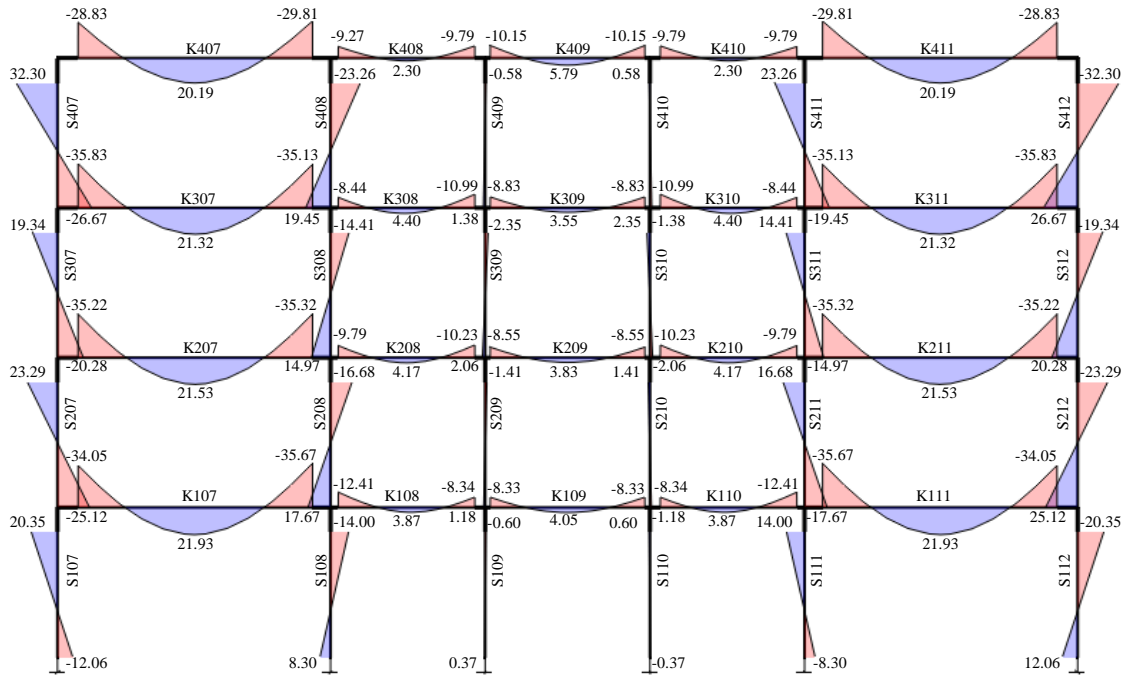 -28.83 -29.81 -9.27 -9.79 -10.15 -10.15 -9.79 -9.79 -29.81 -28.83
K407 K408 K409 K410 K411
32.30 -23.26 2.30 -0.58 5.79 0.58 2.30 23.26 -32.30
20.19 20.19
S407 S408 S409 S410 S411 S412
-35.83 -35.13 -35.13 -35.83
-8.44 -10.99 -8.83 -8.83 -10.99 -8.44
K307 K308 K309 K310 K311
19.34 -26.67 19.45 -14.41 4.40 1.38 -2.35 3.55 2.35 -1.38 4.40 14.41 -19.45 26.67 -19.34
21.32 21.32
S307 S308 S309 S310 S311 S312
-35.22 -35.32 -35.32 -35.22
-9.79 -10.23 -8.55 -8.55 -10.23 -9.79
K207 K208 K209 K210 K211
23.29 -20.28 14.97 -16.68 4.17 2.06 -1.41 3.83 1.41 -2.06 4.17 16.68 -14.97 20.28 -23.29
21.53 21.53
S207 S208 S209 S210 S211 S212
-34.05 -35.67 -35.67 -34.05
-12.41 -8.34 -8.33 -8.33 -8.34 -12.41
K107 K108 K109 K110 K111
20.35 -25.12 17.67 -14.00 3.87 1.18 -0.60 4.05 0.60 -1.18 3.87 14.00 -17.67 25.12 -20.35
21.93 21.93
S107 S108 S109 S110 S111 S112
-12.06 8.30 0.37 -0.37 -8.30 12.06